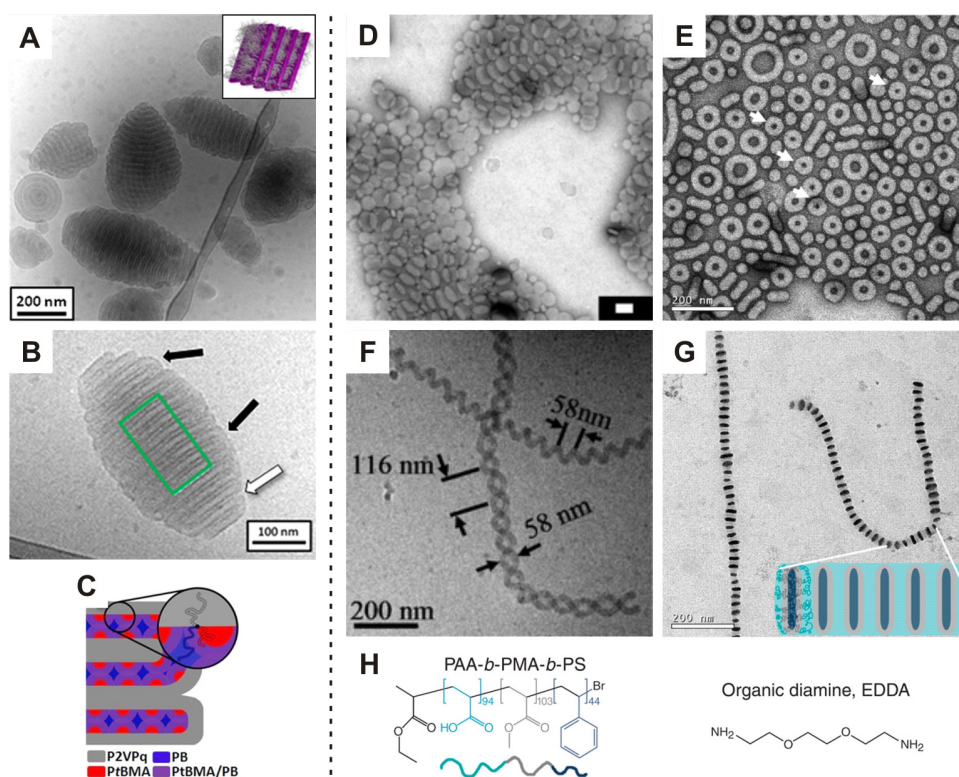 A
200 nm
B
100 nm
C
P2VPq
PB
PtBMA
PtBMA/PB
D
E
200 nm
F
58nm
116 nm
58 nm
200 nm
G
200 nm
H
PAA-b-PMA-b-PS
94
103
44
Br
HO
O
O
O
O
O
Organic diamine, EDDA
NH2
O
O
NH2